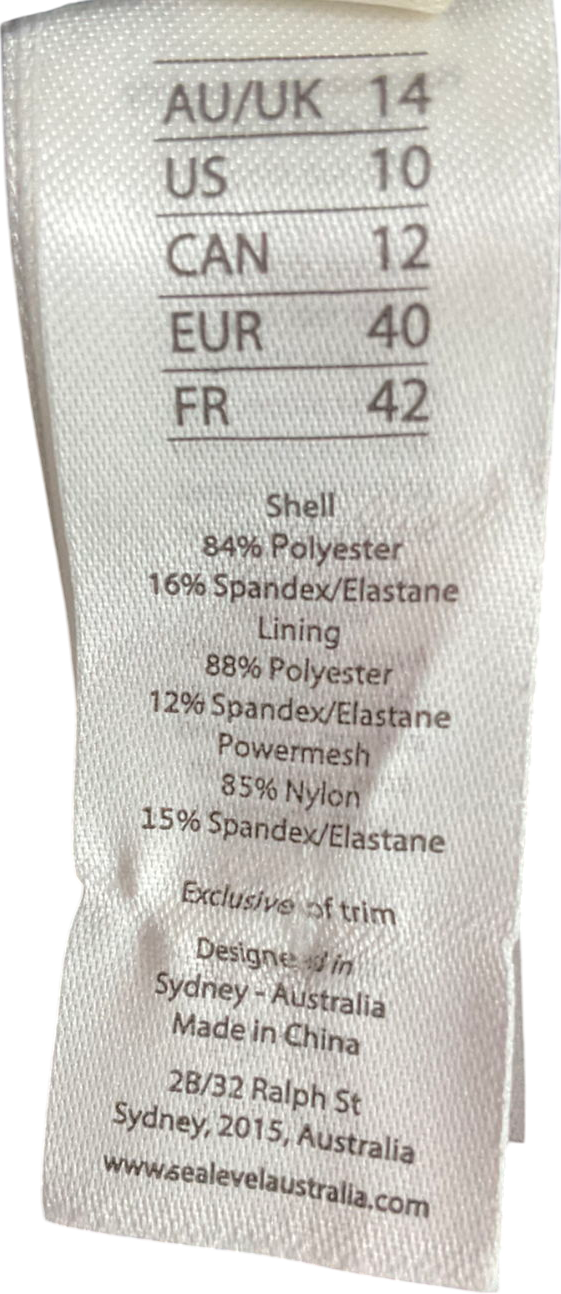 AU/UK 14
US 10
CAN 12
EUR 40
FR 42
Shell
84% Polyester
16% Spandex/Elastane
Lining
88% Polyester
12% Spandex/Elastane
Powermesh
85% Nylon
15% Spandex/Elastane
Exclusive of trim
Designed in
Sydney - Australia
Made in China
2B/32 Ralph St
Sydney, 2015, Australia
www.sealevelaustralia.com